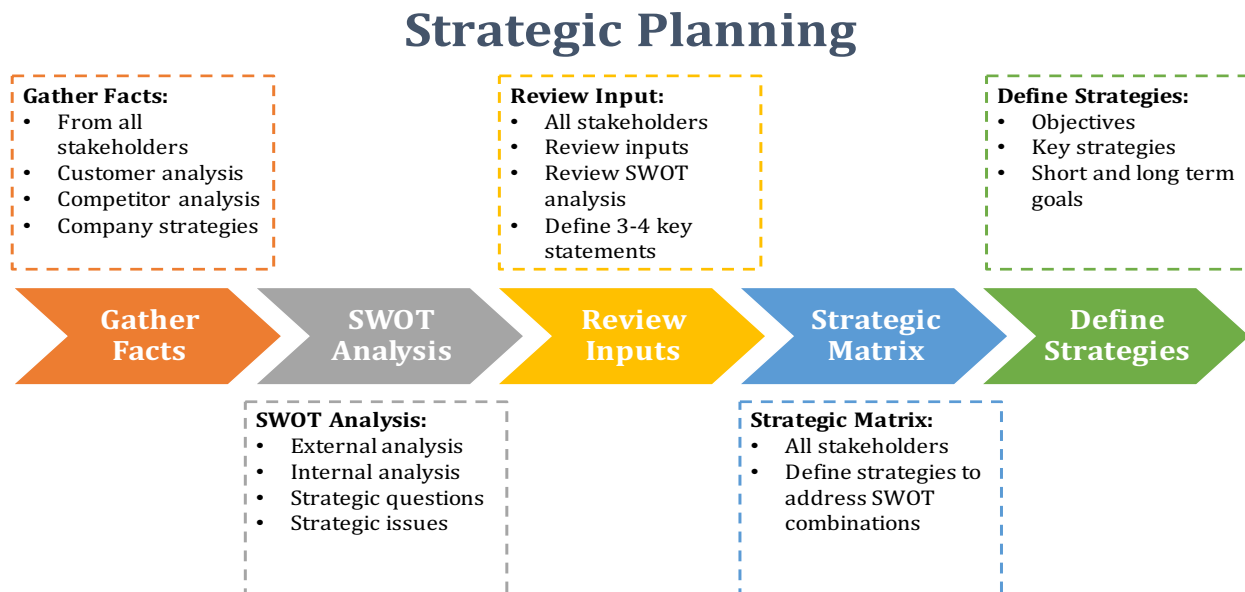 Strategic Planning
Gather Facts:
• From all
stakeholders
• Customer analysis
• Competitor analysis
• Company strategies
Review Input:
• All stakeholders
• Review inputs
• Review SWOT
analysis
• Define 3-4 key
statements
Define Strategies:
• Objectives
• Key strategies
• Short and long term
goals
Gather
Facts
SWOT
Analysis
Review
Inputs
Strategic
Matrix
Define
Strategies
SWOT Analysis:
• External analysis
• Internal analysis
• Strategic questions
• Strategic issues
Strategic Matrix:
• All stakeholders
• Define strategies to
address SWOT
combinations